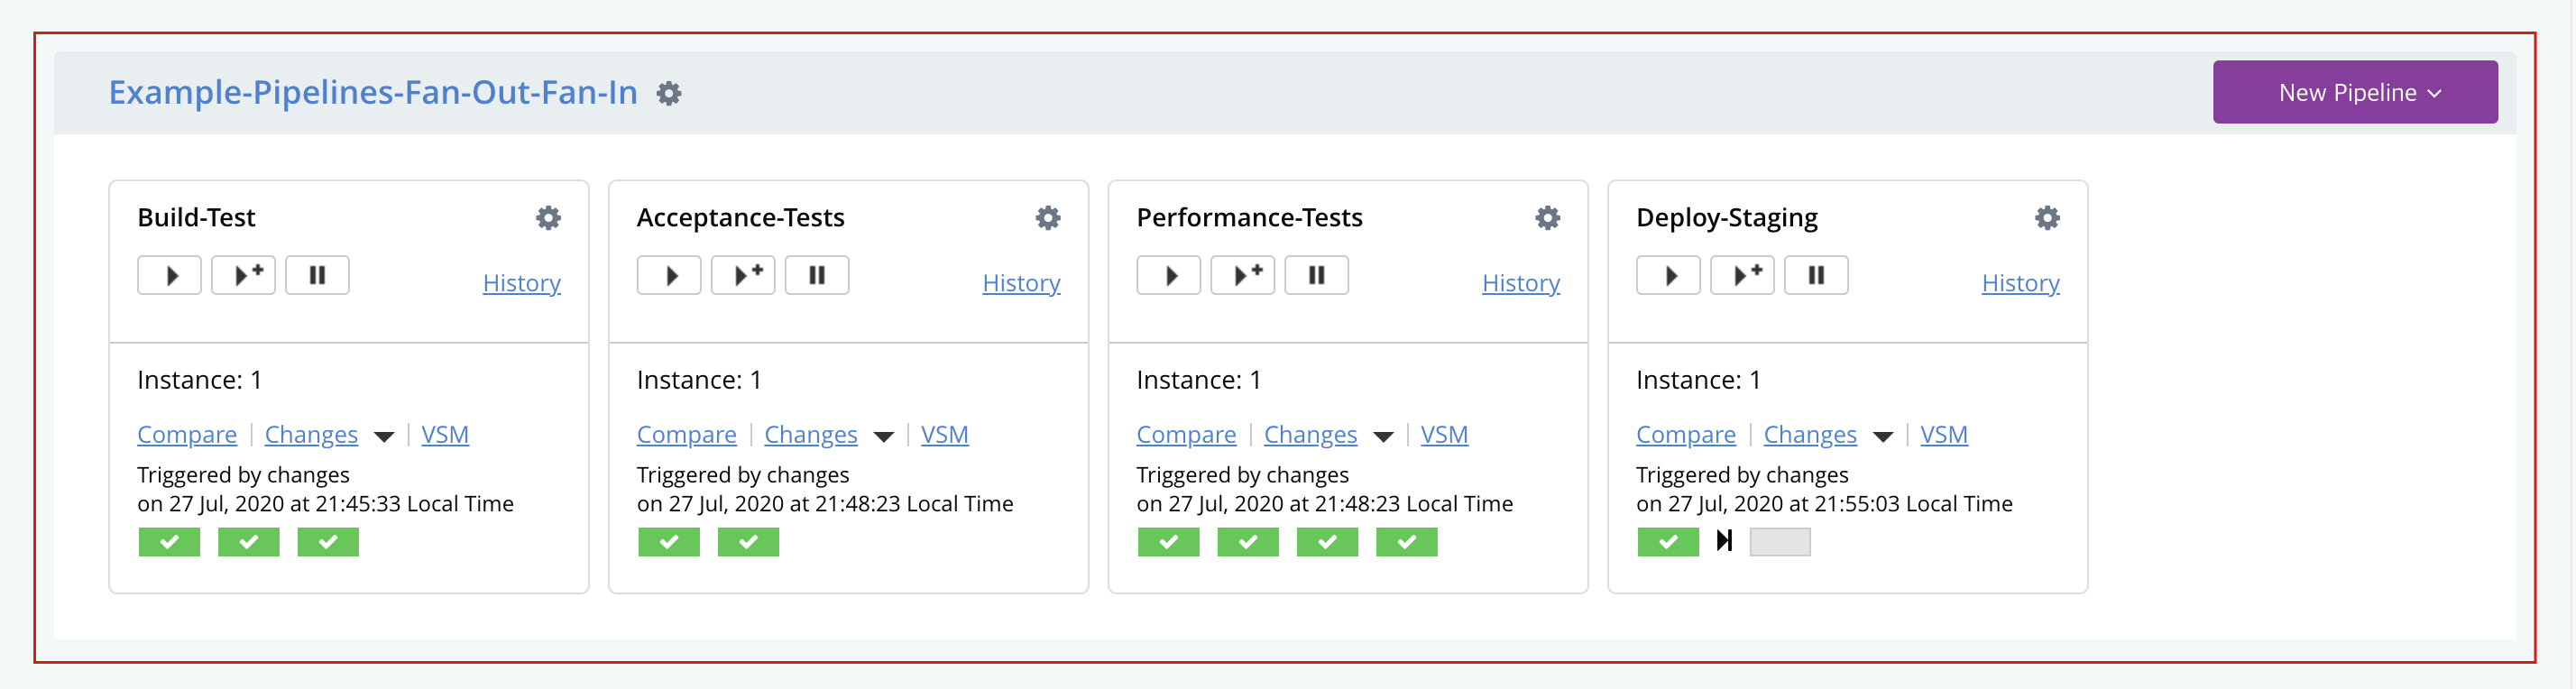 Example-Pipelines-Fan-Out-Fan-In
New Pipeline
Build-Test
History
Instance: 1
Compare | Changes | VSM
Triggered by changes
on 27 Jul, 2020 at 21:45:33 Local Time
Acceptance-Tests
History
Instance: 1
Compare | Changes | VSM
Triggered by changes
on 27 Jul, 2020 at 21:48:23 Local Time
Performance-Tests
History
Instance: 1
Compare | Changes | VSM
Triggered by changes
on 27 Jul, 2020 at 21:48:23 Local Time
Deploy-Staging
History
Instance: 1
Compare | Changes | VSM
Triggered by changes
on 27 Jul, 2020 at 21:55:03 Local Time